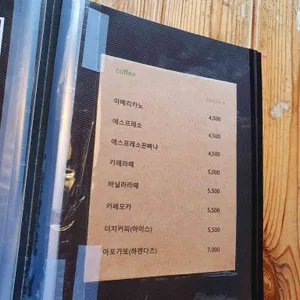 coffee
아메리카노 4,500
에스프레소 4,500
에스프레소꼰빠냐 4,500
카페라떼 5,000
바닐라라떼 5,500
카페모카 5,500
더치커피(아이스) 5,500
아포가또(하겐다즈) 7,000